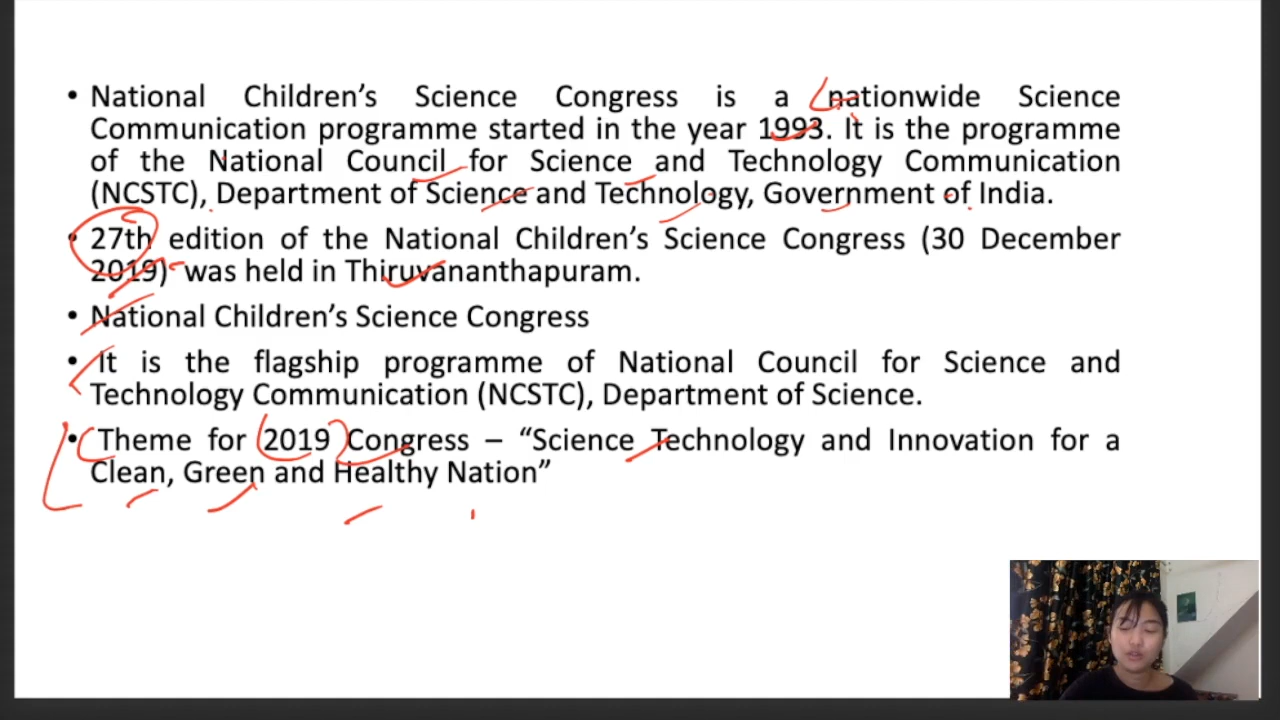 • National Children’s Science Congress is a nationwide Science
Communication programme started in the year 1993. It is the programme
of the National Council for Science and Technology Communication
(NCSTC), Department of Science and Technology, Government of India.
• 27th edition of the National Children’s Science Congress (30 December
2019) was held in Thiruvananthapuram.
• National Children’s Science Congress
• It is the flagship programme of National Council for Science and
Technology Communication (NCSTC), Department of Science.
• Theme for 2019 Congress – “Science Technology and Innovation for a
Clean, Green and Healthy Nation”